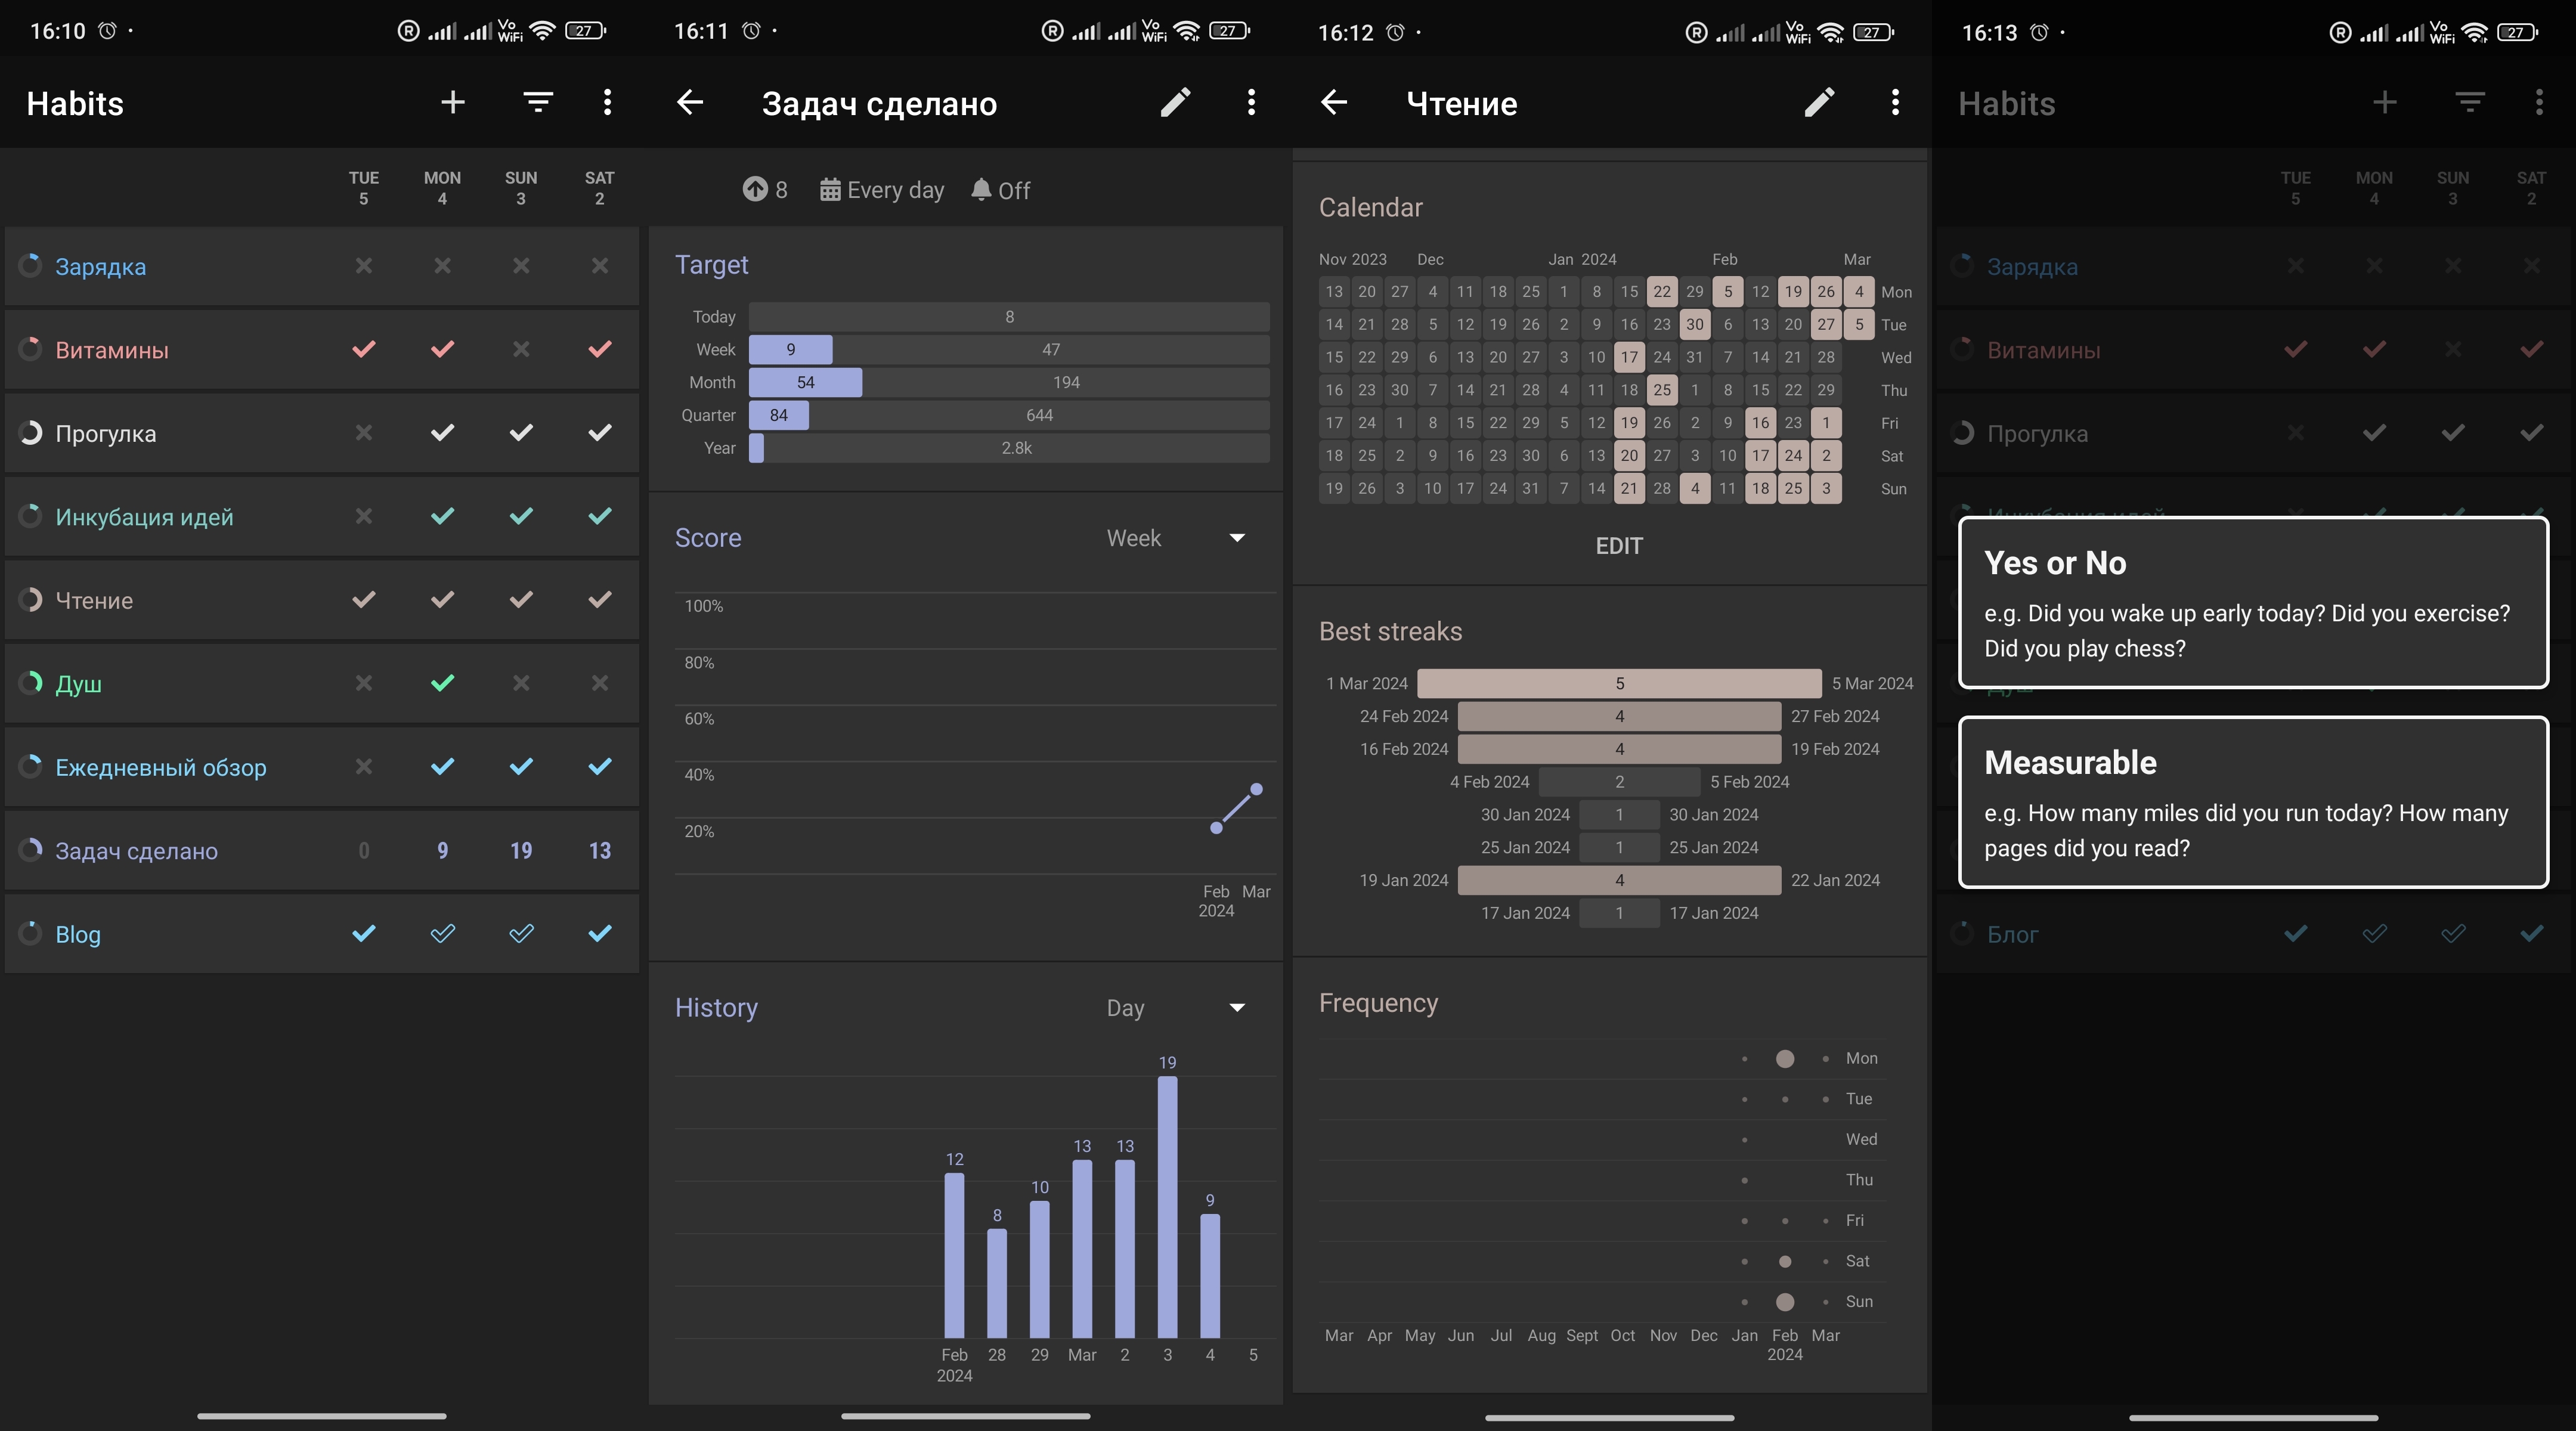 16:10
R Vo WiFi 27
Habits
TUE MON SUN SAT
5 4 3 2
Зарядка
Витамины
Прогулка
Инкубация идей
Чтение
Душ
Ежедневный обзор
Задач сделано 0 9 19 13
Blog
16:11
R Vo WiFi 27
Задач сделано
8 Every day Off
Target
Today 8
Week 9 47
Month 54 194
Quarter 84 644
Year 2.8k
Score Week
100%
80%
60%
40%
20%
Feb Mar
2024
History Day
12 8 10 13 13 19 9
Feb 28 29 Mar 2 3 4 5
2024
16:12
R Vo WiFi 27
Чтение
Calendar
Nov 2023 Dec Jan 2024 Feb Mar
13 20 27 4 11 18 25 1 8 15 22 29 5 12 19 26 4 Mon
14 21 28 5 12 19 26 2 9 16 23 30 6 13 20 27 5 Tue
15 22 29 6 13 20 27 3 10 17 24 31 7 14 21 28 Wed
16 23 30 7 14 21 28 4 11 18 25 1 8 15 22 29 Thu
17 24 1 8 15 22 29 5 12 19 26 2 9 16 23 1 Fri
18 25 2 9 16 23 30 6 13 20 27 3 10 17 24 2 Sat
19 26 3 10 17 24 31 7 14 21 28 4 11 18 25 3 Sun
EDIT
Best streaks
1 Mar 2024 5 5 Mar 2024
24 Feb 2024 4 27 Feb 2024
16 Feb 2024 4 19 Feb 2024
4 Feb 2024 2 5 Feb 2024
30 Jan 2024 1 30 Jan 2024
25 Jan 2024 1 25 Jan 2024
19 Jan 2024 4 22 Jan 2024
17 Jan 2024 1 17 Jan 2024
Frequency
Mon
Tue
Wed
Thu
Fri
Sat
Sun
Mar Apr May Jun Jul Aug Sept Oct Nov Dec Jan Feb Mar
2024
16:13
R Vo WiFi 27
Habits
TUE MON SUN SAT
5 4 3 2
Зарядка
Витамины
Прогулка
Инкубация идей
Yes or No
e.g. Did you wake up early today? Did you exercise?
Did you play chess?
Душ
Measurable
e.g. How many miles did you run today? How many
pages did you read?
Блог